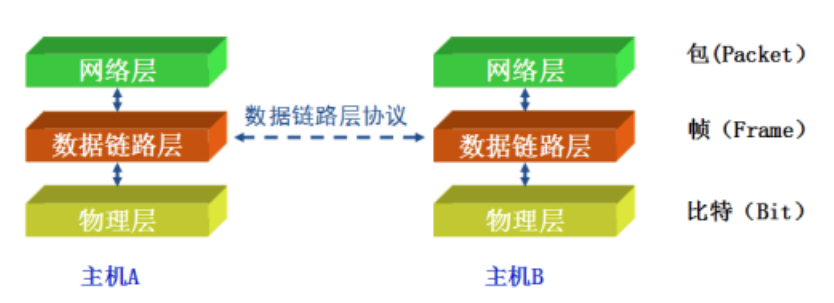 网络层 网络层 包(Packet）
数据链路层协议
数据链路层 数据链路层 帧（Frame）
物理层 物理层 比特（Bit）
主机A 主机B